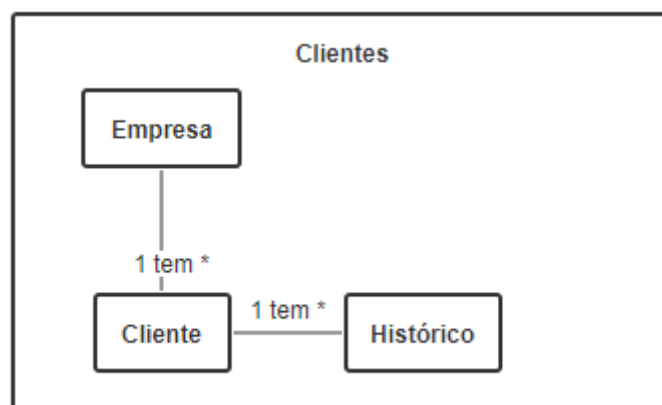 Clientes
Empresa
1 tem *
Cliente
1 tem *
Histórico